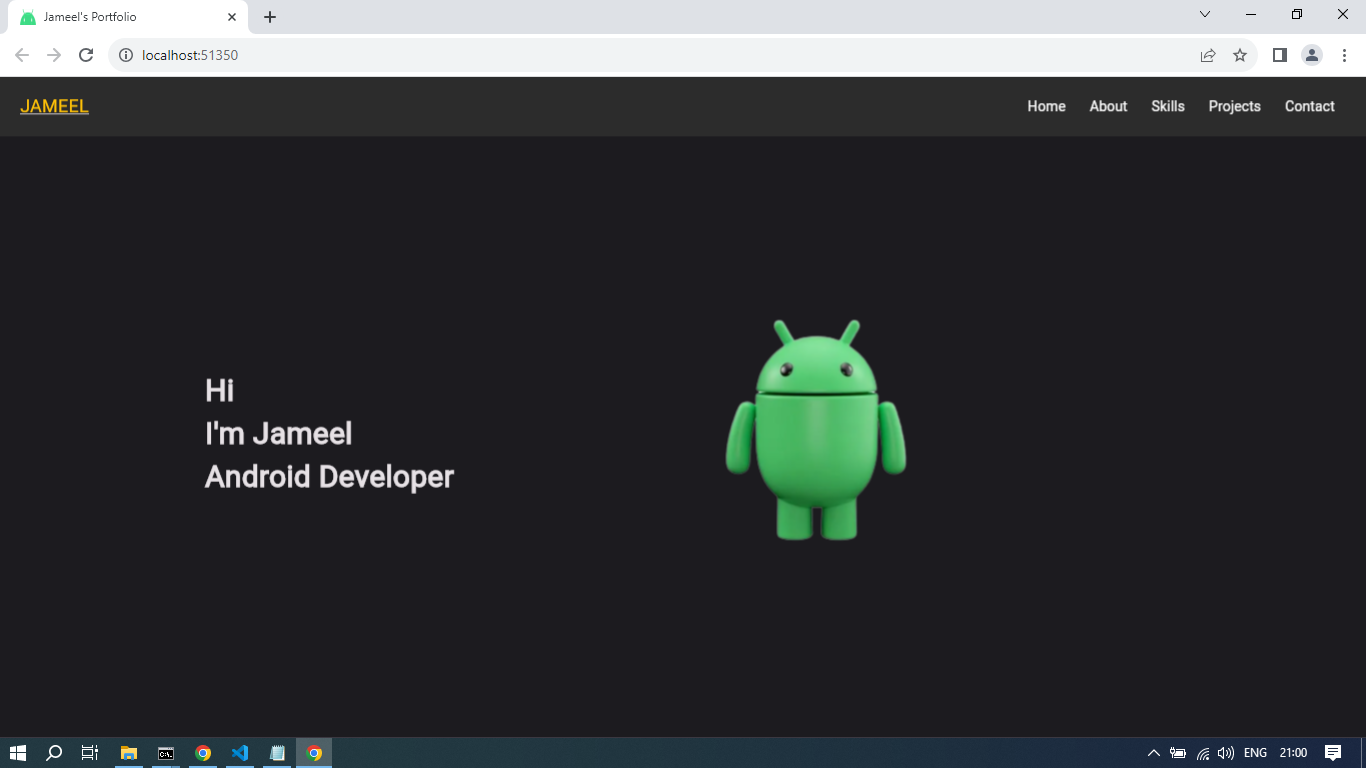 Jameel's Portfolio
localhost:51350
JAMEEL
Home About Skills Projects Contact
Hi
I'm Jameel
Android Developer
ENG 21:00